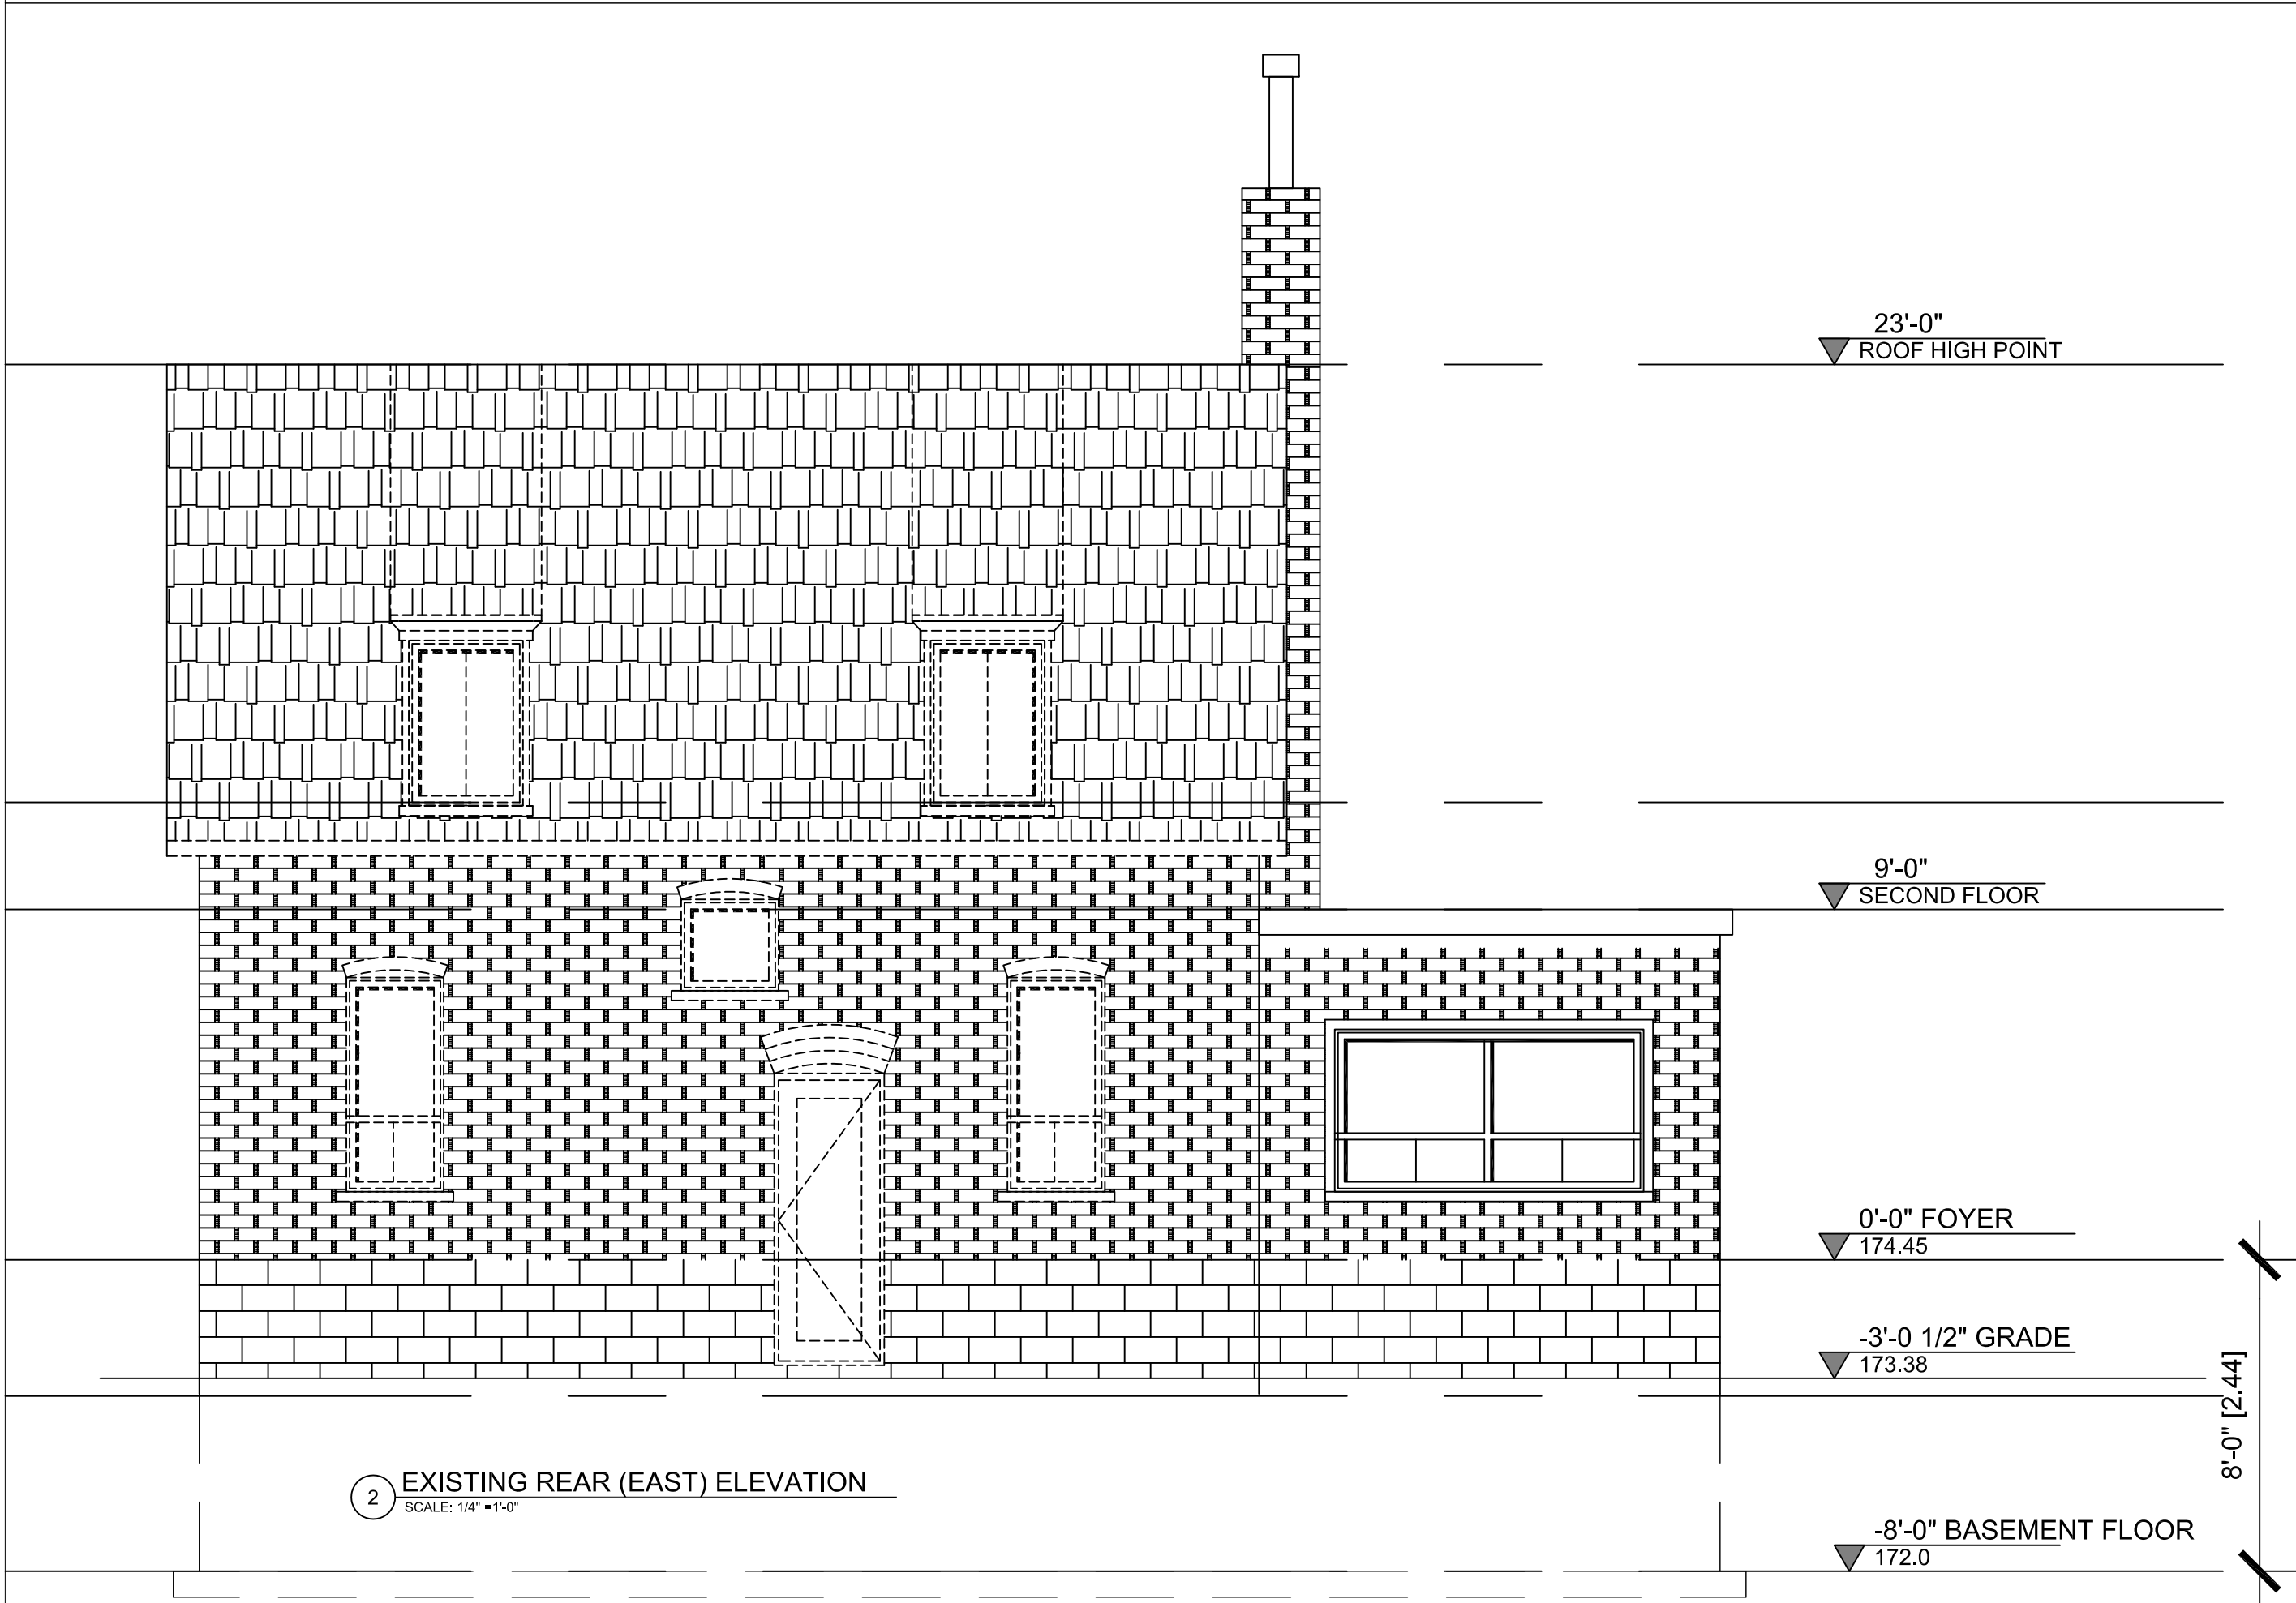 23'-0"
ROOF HIGH POINT
9'-0"
SECOND FLOOR
0'-0" FOYER
174.45
-3'-0 1/2" GRADE
173.38
8'-0" [2.44]
2
EXISTING REAR (EAST) ELEVATION
SCALE: 1/4" =1'-0"
-8'-0" BASEMENT FLOOR
172.0